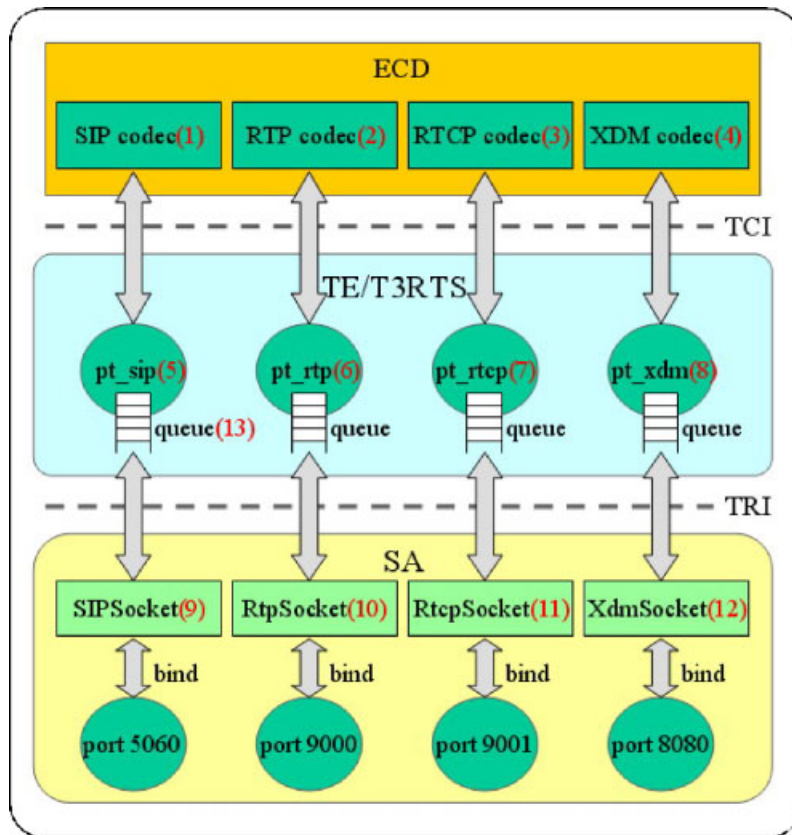 ECD
SIP codec(1) RTP codec(2) RTCP codec(3) XDM codec(4)
TCI
TE/T3RTS
pt_sip(5) pt_rtp(6) pt_rtcp(7) pt_xdm(8)
queue(13) queue queue queue
TRI
SA
SIPSocket(9) RtpSocket(10) RtcpSocket(11) XdmSocket(12)
bind bind bind bind
port 5060 port 9000 port 9001 port 8080